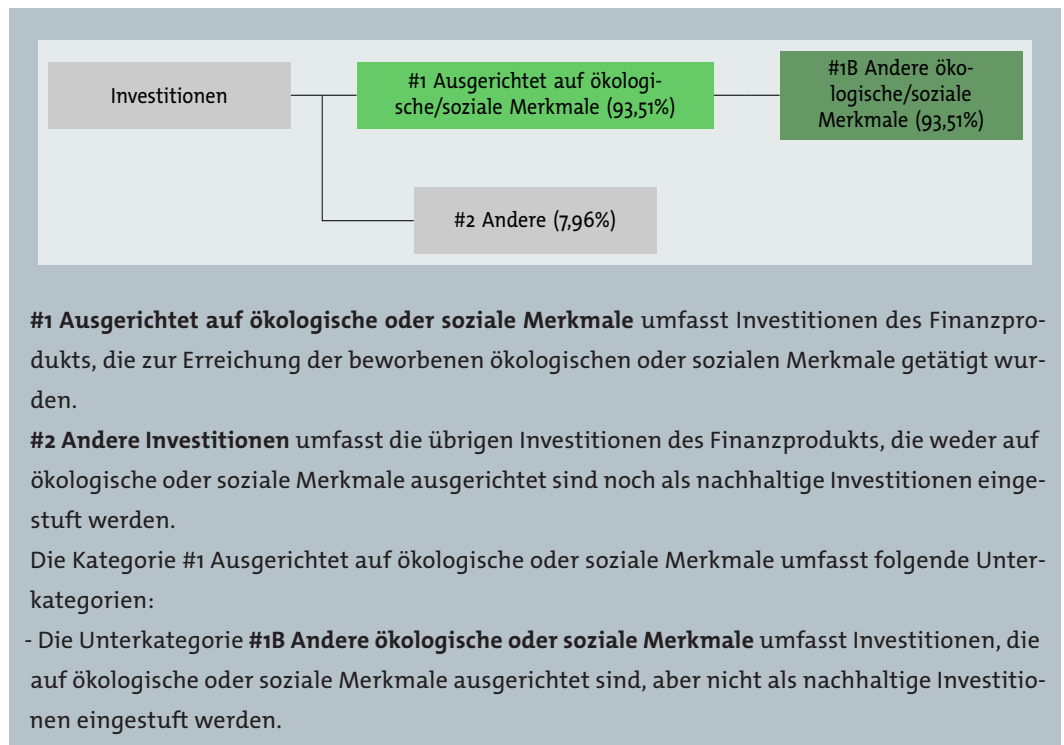 Investitionen
#1 Ausgerichtet auf ökologi-
sche/soziale Merkmale (93,51%)
#1B Andere öko-
logische/soziale
Merkmale (93,51%)
#2 Andere (7,96%)
#1 Ausgerichtet auf ökologische oder soziale Merkmale umfasst Investitionen des Finanzpro-
dukts, die zur Erreichung der beworbenen ökologischen oder sozialen Merkmale getätigt wur-
den.
#2 Andere Investitionen umfasst die übrigen Investitionen des Finanzprodukts, die weder auf
ökologische oder soziale Merkmale ausgerichtet sind noch als nachhaltige Investitionen einge-
stuft werden.
Die Kategorie #1 Ausgerichtet auf ökologische oder soziale Merkmale umfasst folgende Unter-
kategorien:
- Die Unterkategorie #1B Andere ökologische oder soziale Merkmale umfasst Investitionen, die
auf ökologische oder soziale Merkmale ausgerichtet sind, aber nicht als nachhaltige Investitio-
nen eingestuft werden.